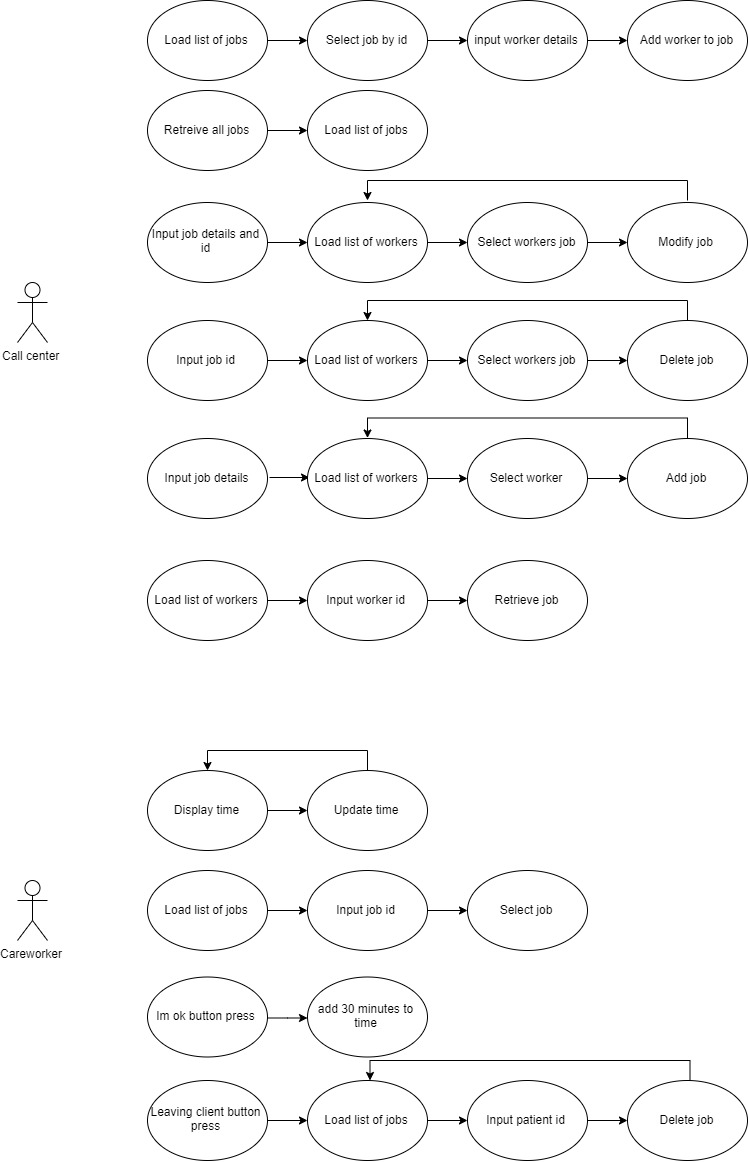 Load list of jobs
Select job by id
input worker details
Add worker to job
Retreive all jobs
Load list of jobs
Input job details and
id
Load list of workers
Select workers job
Modify job
Call center
Input job id
Load list of workers
Select workers job
Delete job
Input job details
Load list of workers
Select worker
Add job
Load list of workers
Input worker id
Retrieve job
Display time
Update time
Careworker
Load list of jobs
Input job id
Select job
Im ok button press
add 30 minutes to
time
Leaving client button
press
Load list of jobs
Input patient id
Delete job